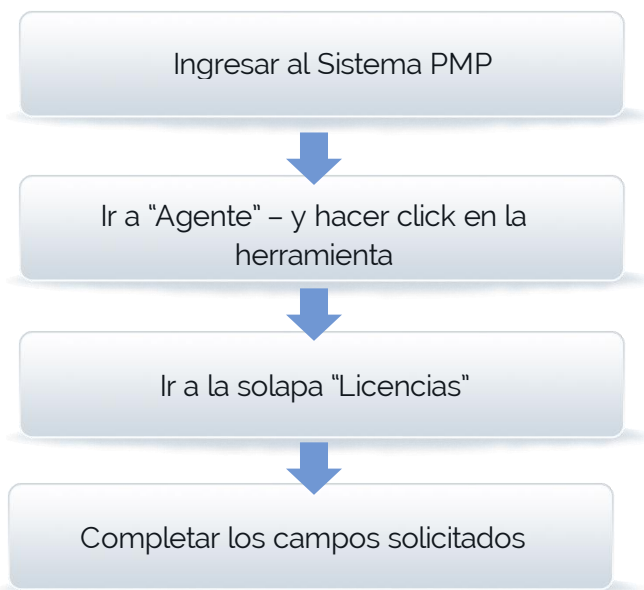 Ingresar al Sistema PMP
Ir a “Agente” – y hacer click en la
herramienta
Ir a la solapa “Licencias”
Completar los campos solicitados